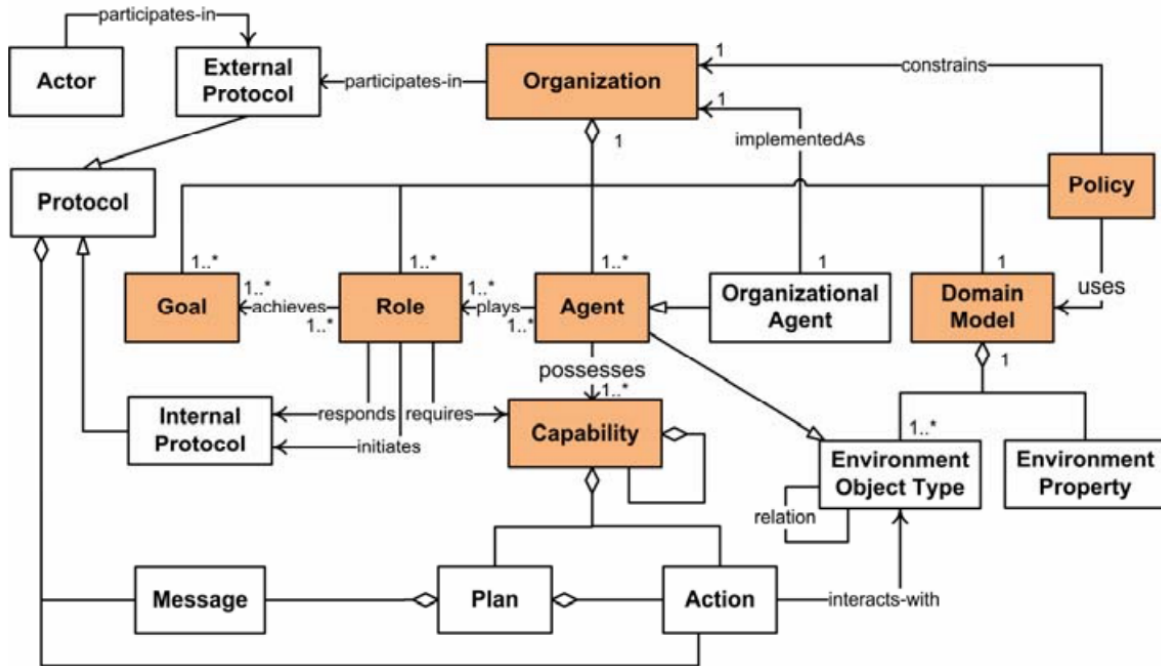 participates-in
Actor
External
Protocol
participates-in
Organization
1
constrains
1
implementedAs
1
Policy
Protocol
1..*
1..*
1..*
1
1
uses
Goal
1..*
achieves
1..*
Role
1..*
plays
1..*
Agent
Organizational
Agent
Domain
Model
possesses
1..*
1
Internal
Protocol
responds
requires
initiates
Capability
1..*
Environment
Object Type
Environment
Property
relation
Message
Plan
Action
interacts-with